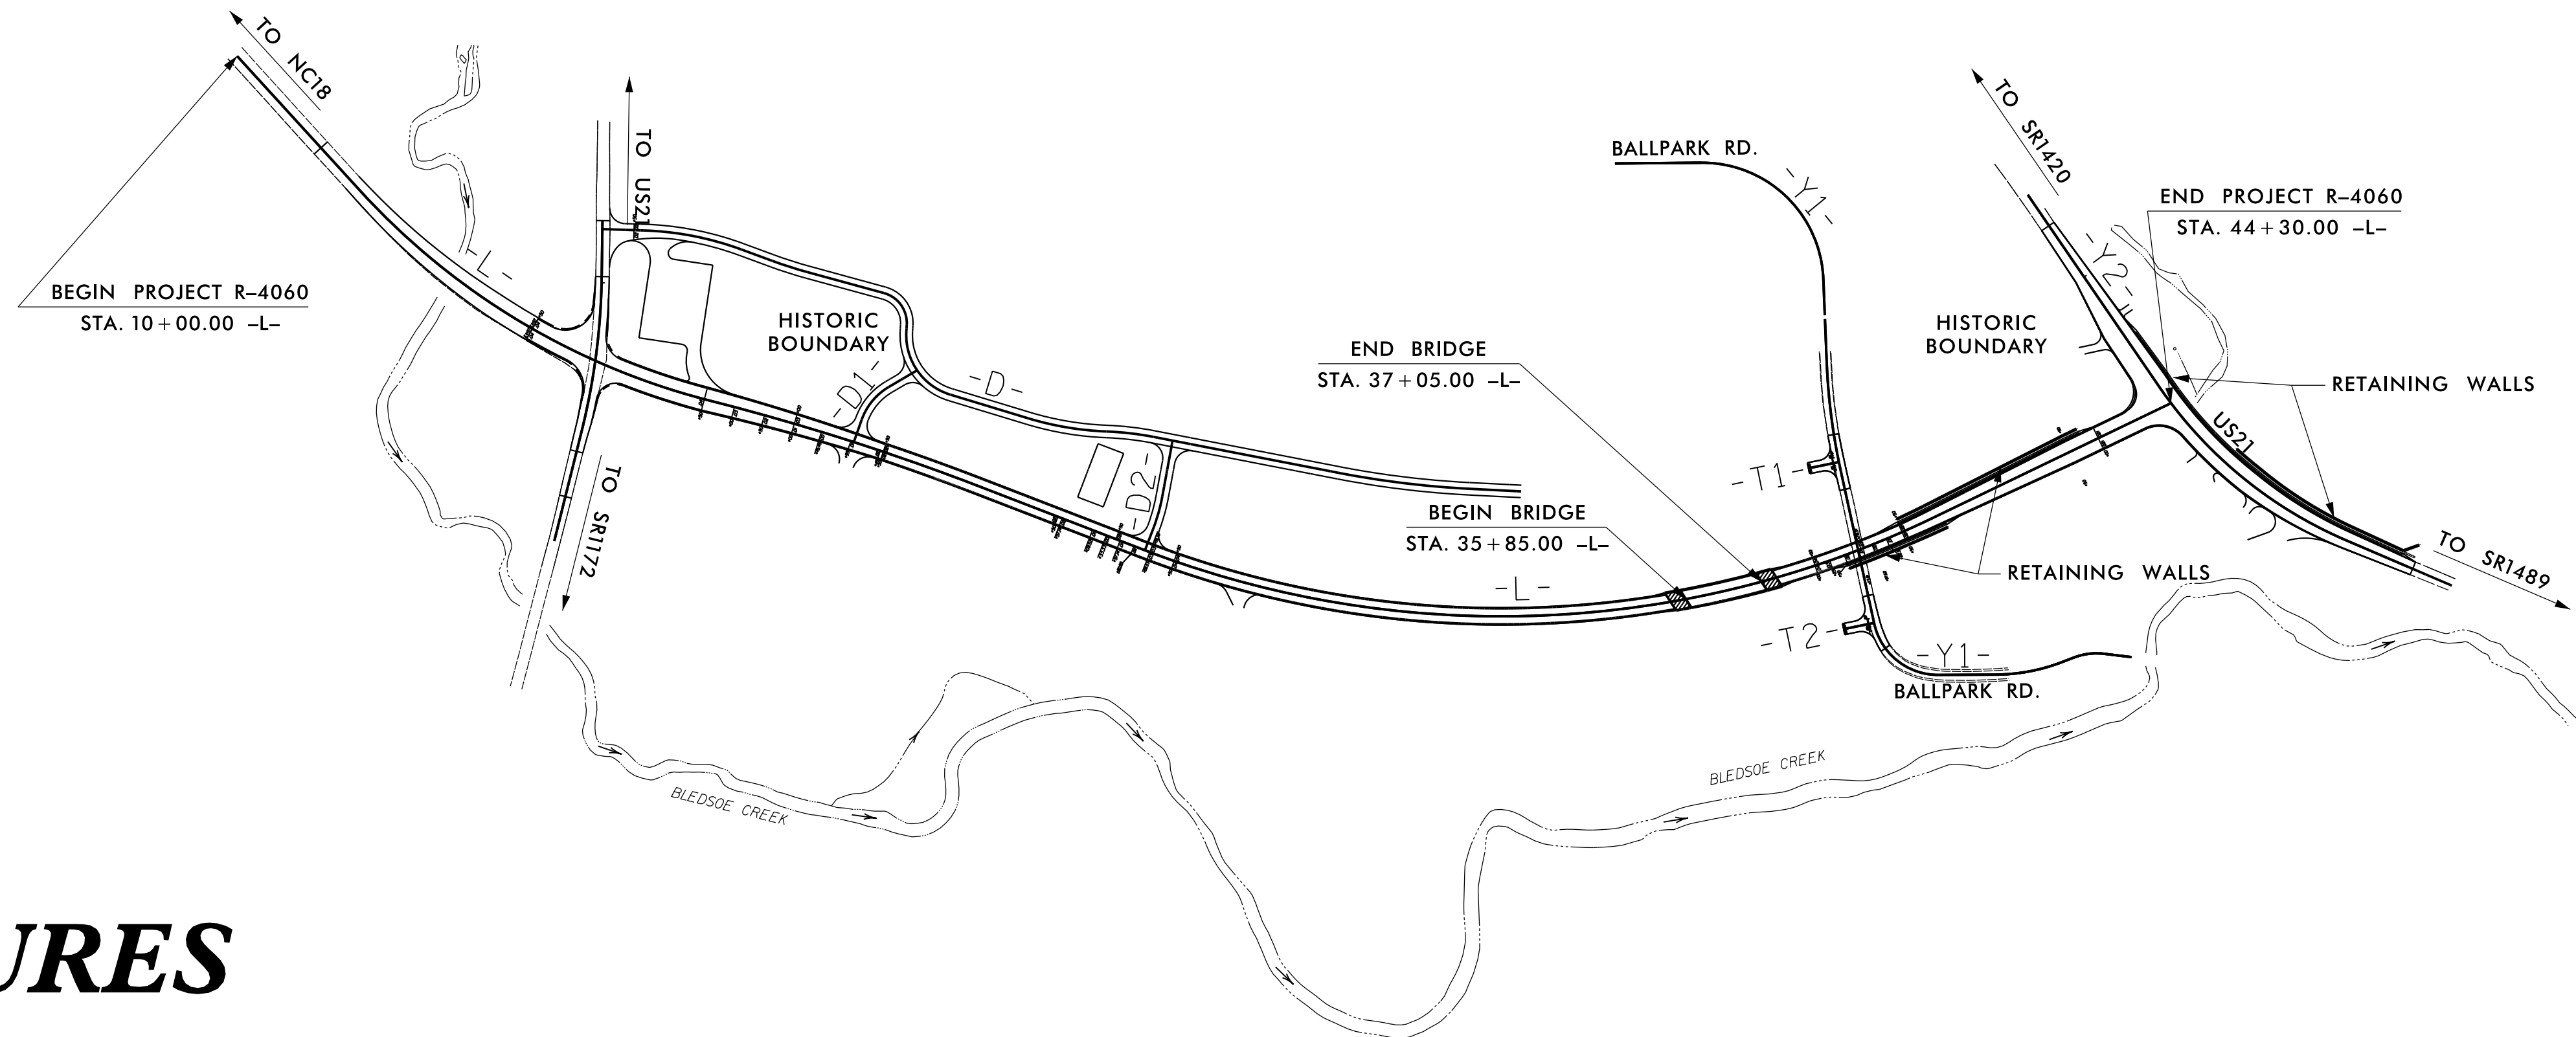 TO NC18
TO US21
BALLPARK RD.
-Y1-
TO SR1420
END PROJECT R–4060
STA. 44+30.00 –L–
-L-
-Y2-
BEGIN PROJECT R–4060
STA. 10+00.00 –L–
HISTORIC
BOUNDARY
HISTORIC
BOUNDARY
END BRIDGE
STA. 37+05.00 –L–
-D1-
-D-
RETAINING WALLS
US21
-T1-
-D2-
TO SR1172
BEGIN BRIDGE
STA. 35+85.00 –L–
TO SR1489
RETAINING WALLS
-L-
-T2-
-Y1-
BALLPARK RD.
BLEDSOE CREEK
BLEDSOE CREEK
URES